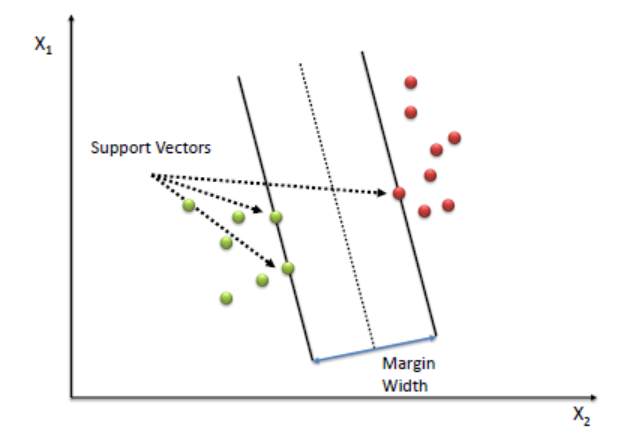 X₁
Support Vectors
Margin
Width
X₂